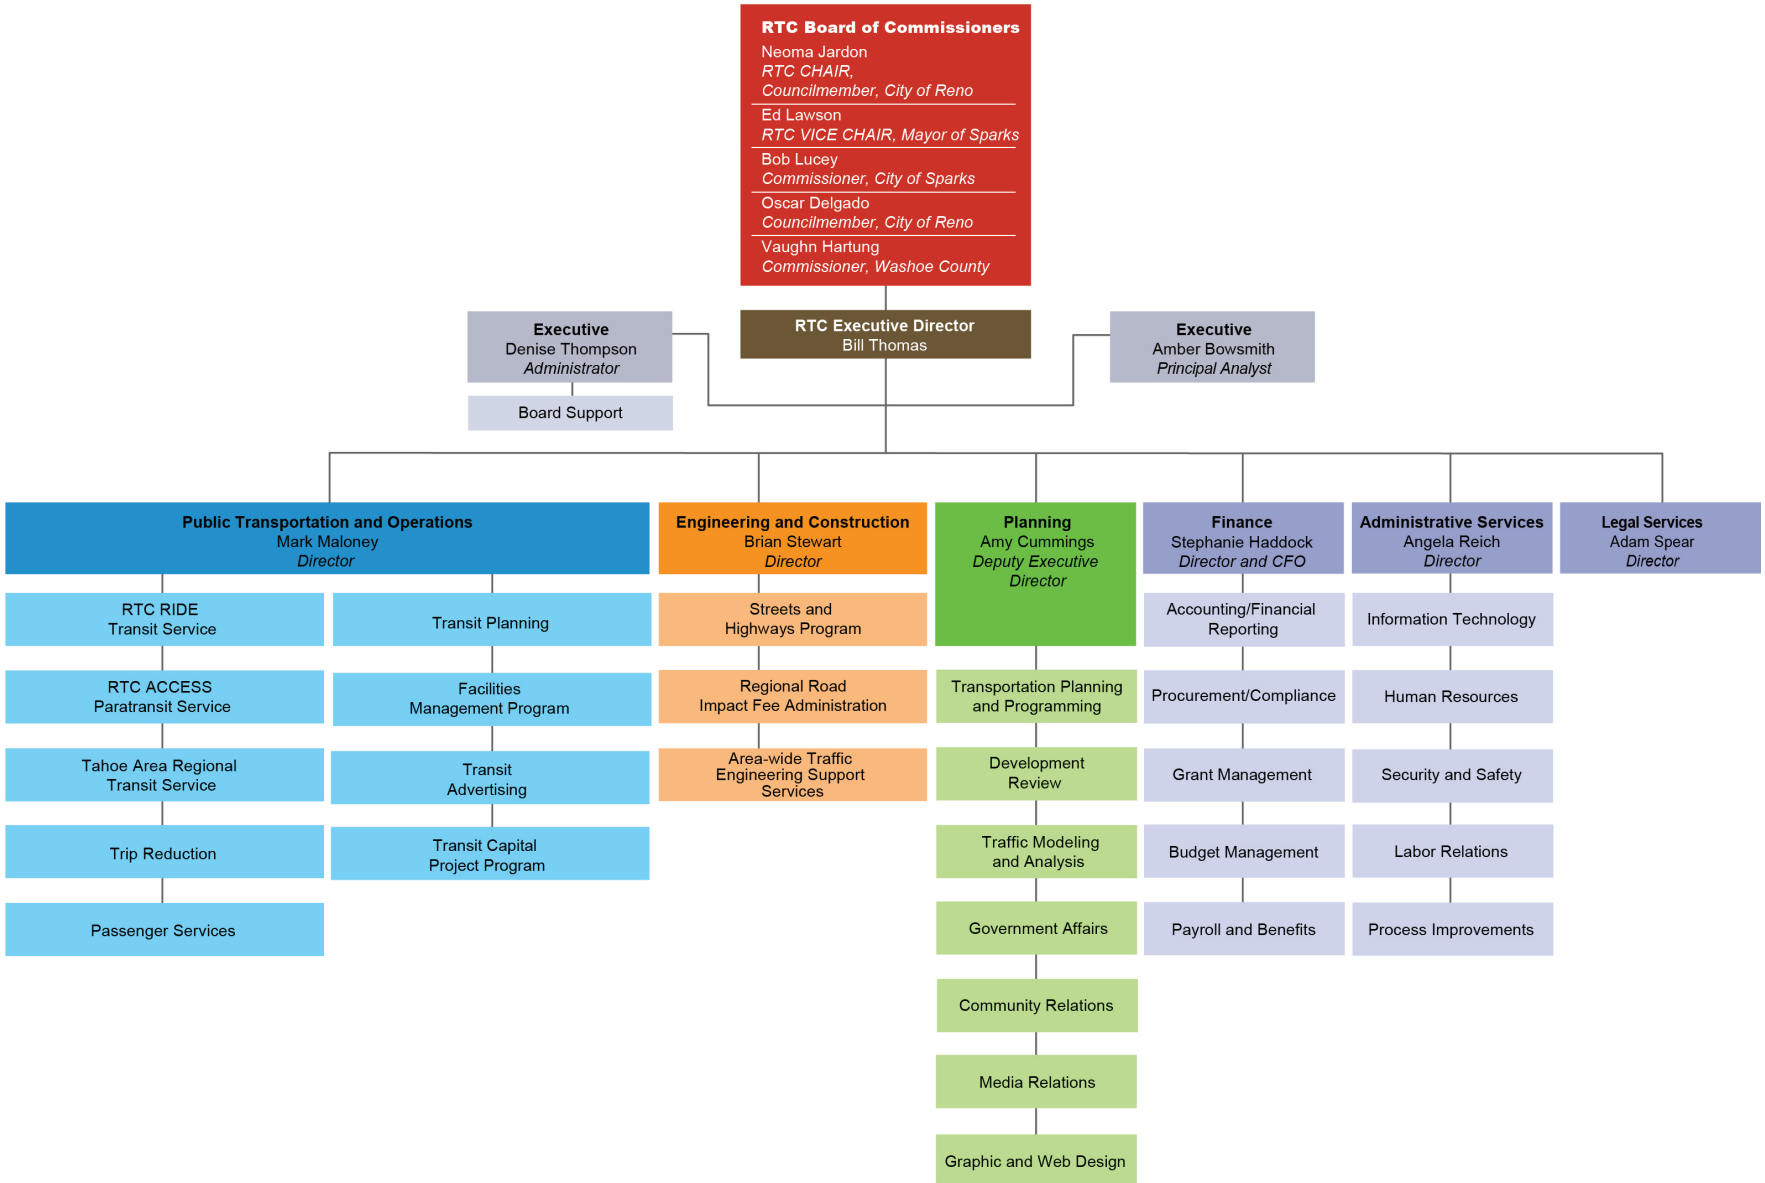 RTC Board of Commissioners
Neoma Jardon
RTC CHAIR,
Councilmember, City of Reno
Ed Lawson
RTC VICE CHAIR, Mayor of Sparks
Bob Lucey
Commissioner, City of Sparks
Oscar Delgado
Councilmember, City of Reno
Vaughn Hartung
Commissioner, Washoe County
Executive
Denise Thompson
Administrator
Board Support
RTC Executive Director
Bill Thomas
Executive
Amber Bowsmith
Principal Analyst
Public Transportation and Operations
Mark Maloney
Director
RTC RIDE
Transit Service
RTC ACCESS
Paratransit Service
Tahoe Area Regional
Transit Service
Trip Reduction
Passenger Services
Transit Planning
Facilities
Management Program
Transit
Advertising
Transit Capital
Project Program
Engineering and Construction
Brian Stewart
Director
Streets and
Highways Program
Regional Road
Impact Fee Administration
Area-wide Traffic
Engineering Support
Services
Planning
Amy Cummings
Deputy Executive
Director
Transportation Planning
and Programming
Development
Review
Traffic Modeling
and Analysis
Government Affairs
Community Relations
Media Relations
Graphic and Web Design
Finance
Stephanie Haddock
Director and CFO
Accounting/Financial
Reporting
Procurement/Compliance
Grant Management
Budget Management
Payroll and Benefits
Administrative Services
Angela Reich
Director
Information Technology
Human Resources
Security and Safety
Labor Relations
Process Improvements
Legal Services
Adam Spear
Director